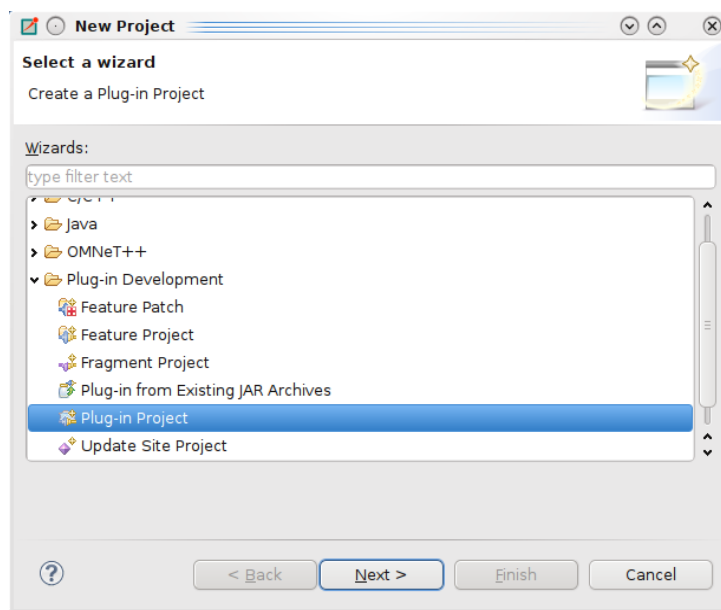 New Project
Select a wizard
Create a Plug-in Project
Wizards:
type filter text
C/C++
Java
OMNeT++
Plug-in Development
Feature Patch
Feature Project
Fragment Project
Plug-in from Existing JAR Archives
Plug-in Project
Update Site Project
< Back Next > Finish Cancel